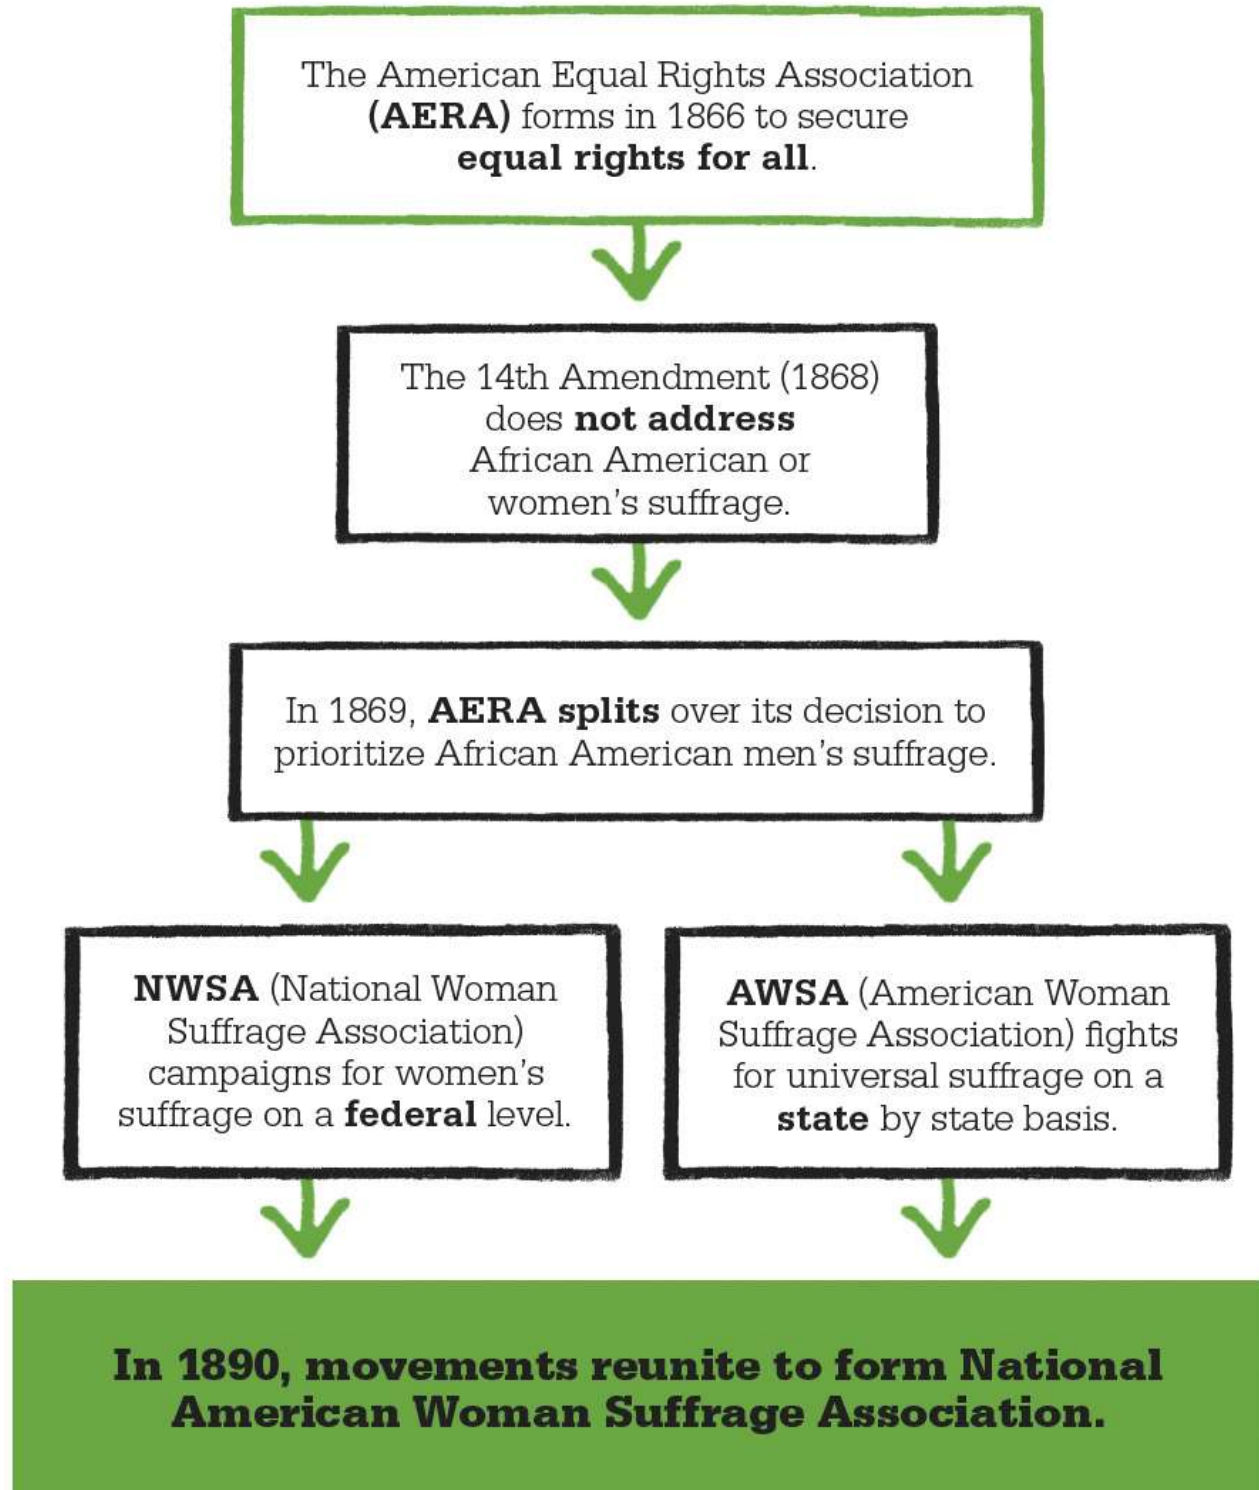 The American Equal Rights Association
(AERA) forms in 1866 to secure
equal rights for all.
The 14th Amendment (1868)
does not address
African American or
women's suffrage.
In 1869, AERA splits over its decision to
prioritize African American men's suffrage.
NWSA (National Woman
Suffrage Association)
campaigns for women's
suffrage on a federal level.
AWSA (American Woman
Suffrage Association) fights
for universal suffrage on a
state by state basis.
In 1890, movements reunite to form National
American Woman Suffrage Association.